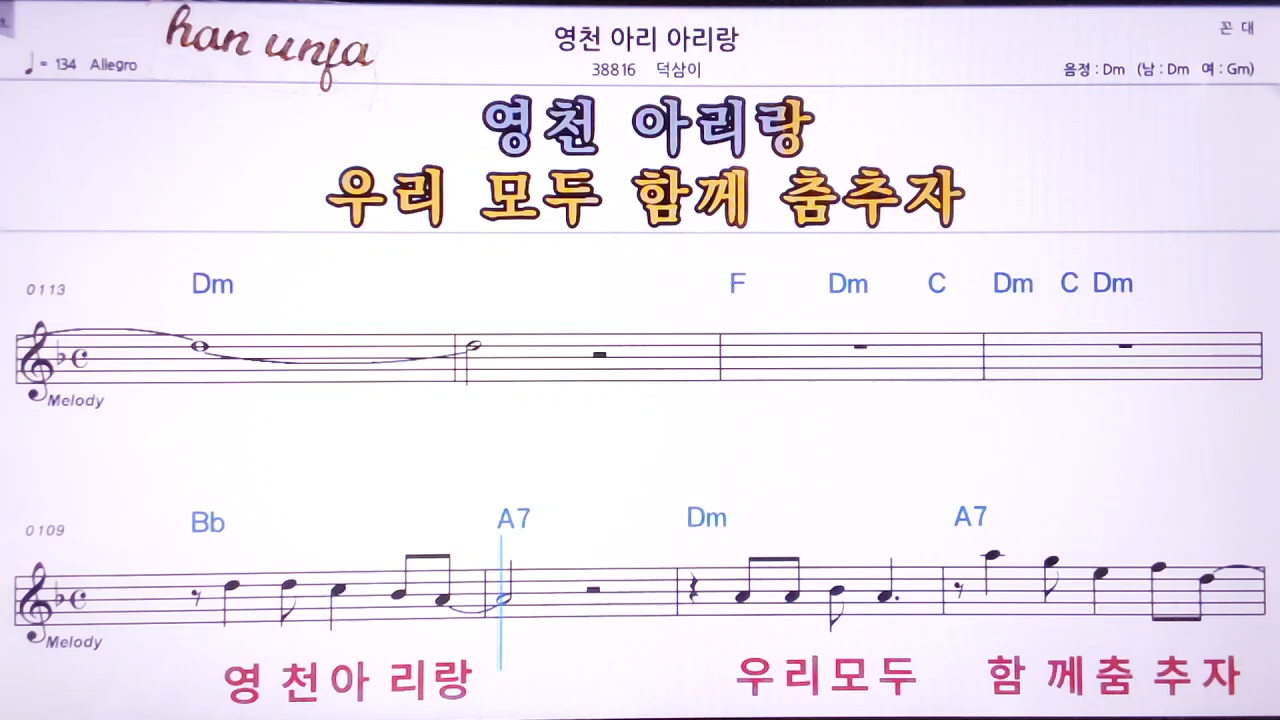 han unfa
영천 아리 아리랑
꼰 대
♩ = 134 Allegro
38816 덕삼이
음정 : Dm (남 : Dm 여 : Gm)
영천 아리랑
우리 모두 함께 춤추자
0113 Dm F Dm C Dm C Dm
Melody
0109 Bb A7 Dm A7
Melody
영 천아 리랑 우리모두 함 께춤 추자